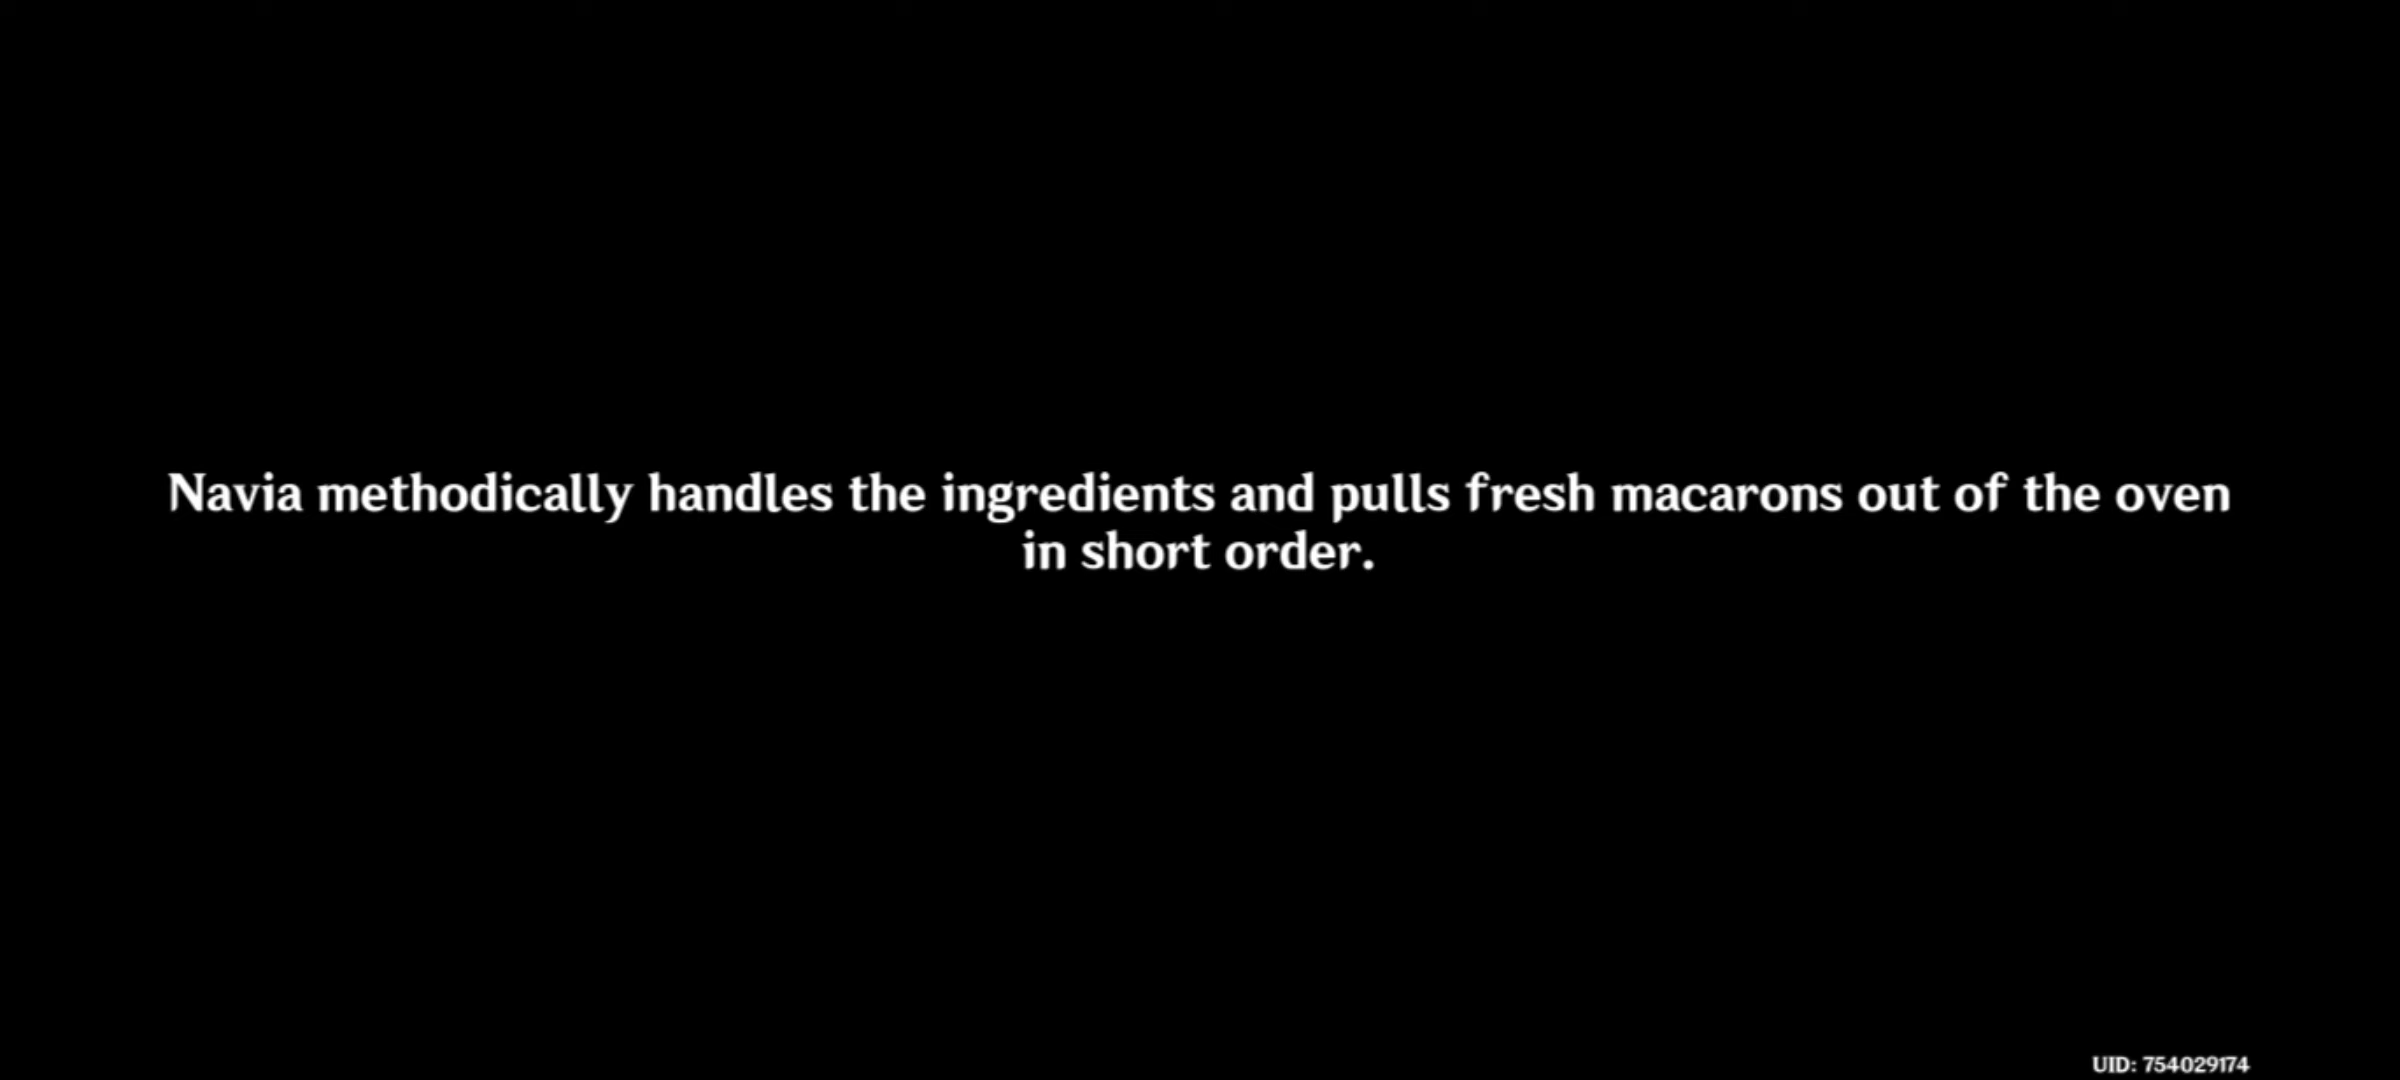 Navia methodically handles the ingredients and pulls fresh macarons out of the oven
in short order.
UID: 754029174